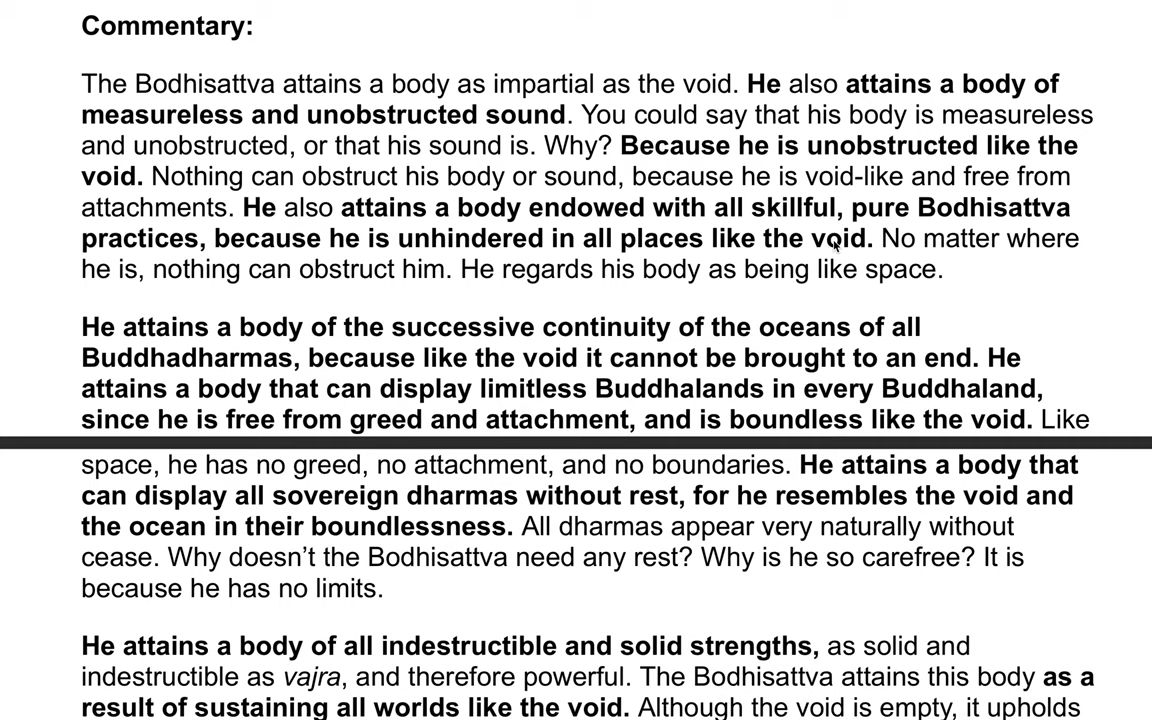 Commentary:
The Bodhisattva attains a body as impartial as the void. He also attains a body of
measureless and unobstructed sound. You could say that his body is measureless
and unobstructed, or that his sound is. Why? Because he is unobstructed like the
void. Nothing can obstruct his body or sound, because he is void-like and free from
attachments. He also attains a body endowed with all skillful, pure Bodhisattva
practices, because he is unhindered in all places like the void. No matter where
he is, nothing can obstruct him. He regards his body as being like space.
He attains a body of the successive continuity of the oceans of all
Buddhadharmas, because like the void it cannot be brought to an end. He
attains a body that can display limitless Buddhalands in every Buddhaland,
since he is free from greed and attachment, and is boundless like the void. Like
space, he has no greed, no attachment, and no boundaries. He attains a body that
can display all sovereign dharmas without rest, for he resembles the void and
the ocean in their boundlessness. All dharmas appear very naturally without
cease. Why doesn’t the Bodhisattva need any rest? Why is he so carefree? It is
because he has no limits.
He attains a body of all indestructible and solid strengths, as solid and
indestructible as vajra, and therefore powerful. The Bodhisattva attains this body as a
result of sustaining all worlds like the void. Although the void is empty, it upholds